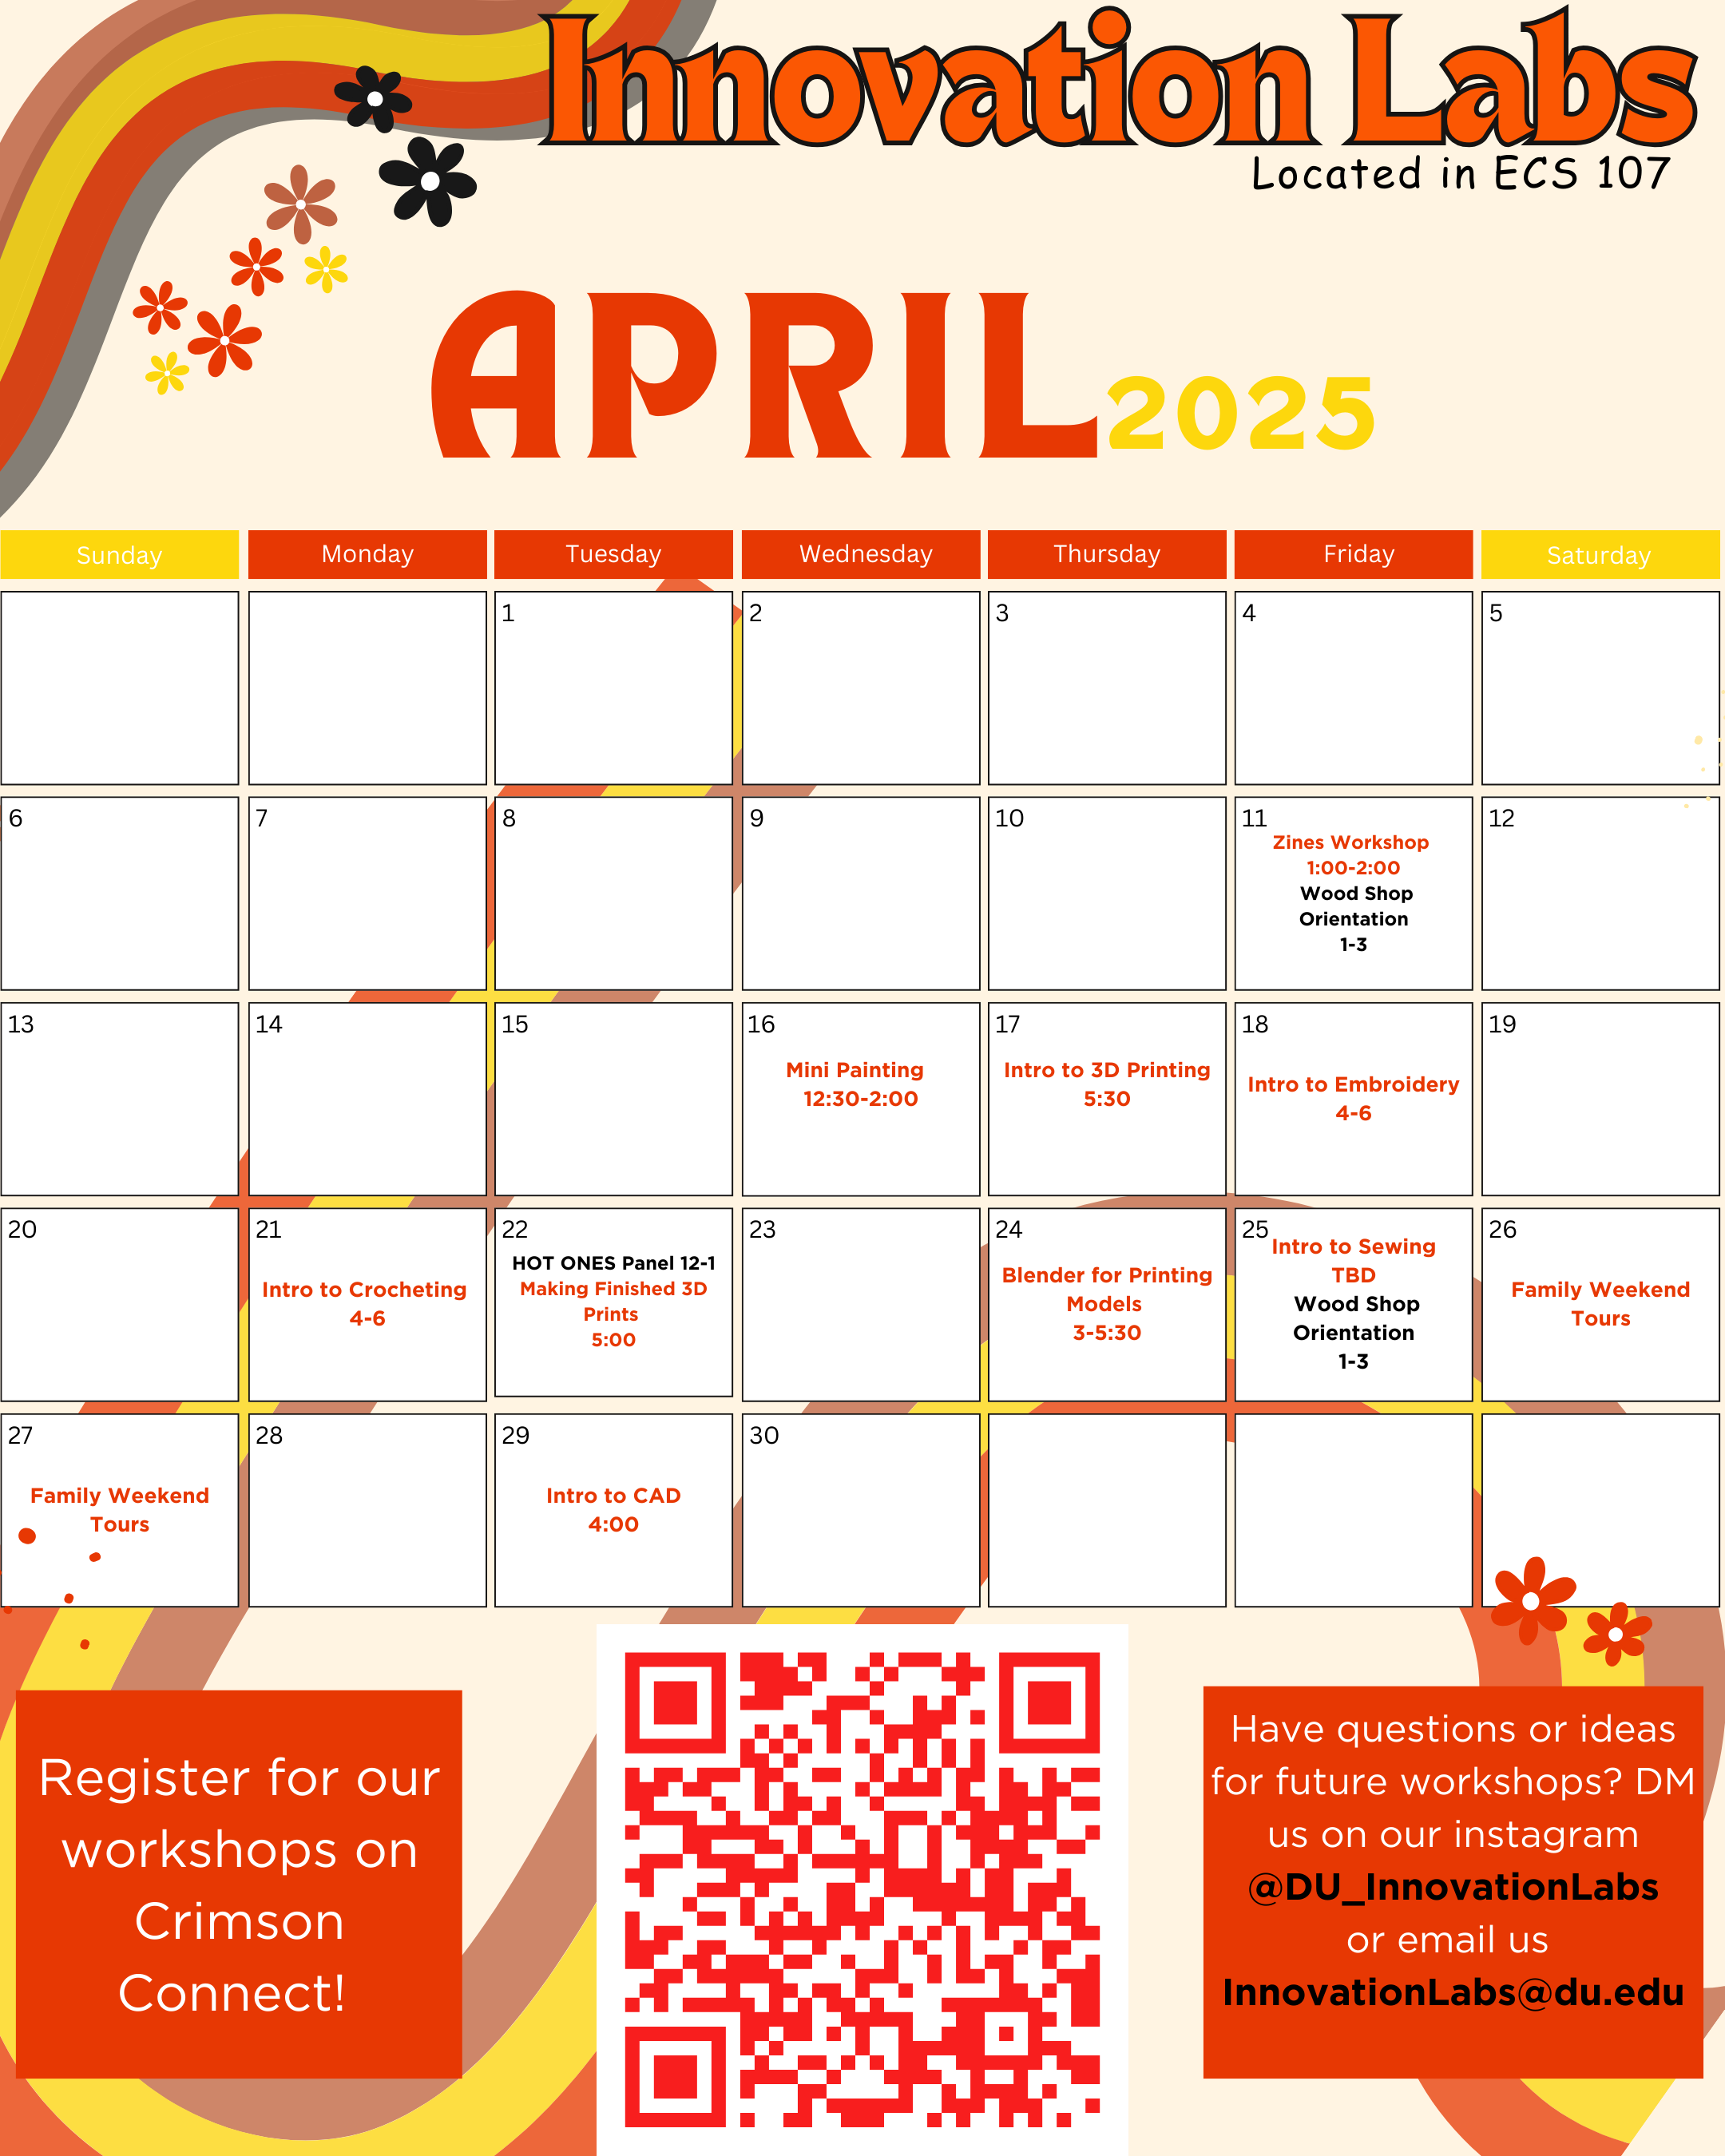 Innovation Labs
Located in ECS 107
APRIL 2025
Sunday Monday Tuesday Wednesday Thursday Friday Saturday
1
2
3
4
5
6
7
8
9
10
11
Zines Workshop
1:00-2:00
Wood Shop
Orientation
1-3
12
13
14
15
16
Mini Painting
12:30-2:00
17
Intro to 3D Printing
5:30
18
Intro to Embroidery
4-6
19
20
21
Intro to Crocheting
4-6
22
HOT ONES Panel 12-1
Making Finished 3D
Prints
5:00
23
24
Blender for Printing
Models
3-5:30
25
Intro to Sewing
TBD
Wood Shop
Orientation
1-3
26
Family Weekend
Tours
27
Family Weekend
Tours
28
29
Intro to CAD
4:00
30
Register for our
workshops on
Crimson
Connect!
Have questions or ideas
for future workshops? DM
us on our instagram
@DU_InnovationLabs
or email us
InnovationLabs@du.edu